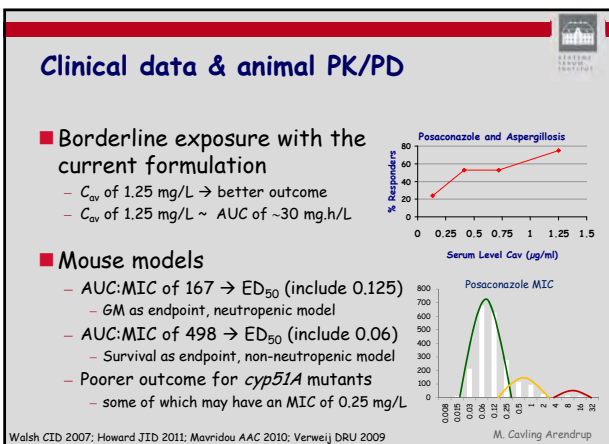 STATENS
SERUM
INSTITUT
Clinical data & animal PK/PD
■ Borderline exposure with the
current formulation
– Cav of 1.25 mg/L → better outcome
– Cav of 1.25 mg/L ~ AUC of ~30 mg.h/L
■ Mouse models
– AUC:MIC of 167 → ED50 (include 0.125)
– GM as endpoint, neutropenic model
– AUC:MIC of 498 → ED50 (include 0.06)
– Survival as endpoint, non-neutropenic model
– Poorer outcome for cyp51A mutants
– some of which may have an MIC of 0.25 mg/L
Posaconazole and Aspergillosis
% Responders
80
60
40
20
0
0 0.25 0.5 0.75 1 1.25 1.5
Serum Level Cav (µg/ml)
Posaconazole MIC
800
700
600
500
400
300
200
100
0
0.008 0.015 0.03 0.06 0.12 0.25 0.5 1 2 4 8 16 32
Walsh CID 2007; Howard JID 2011; Mavridou AAC 2010; Verweij DRU 2009
M. Cavling Arendrup